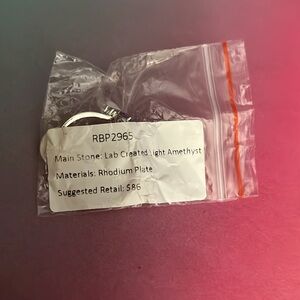 RBP2965
Main Stone: Lab Created Light Amethyst
Materials: Rhodium Plate
Suggested Retail: $86